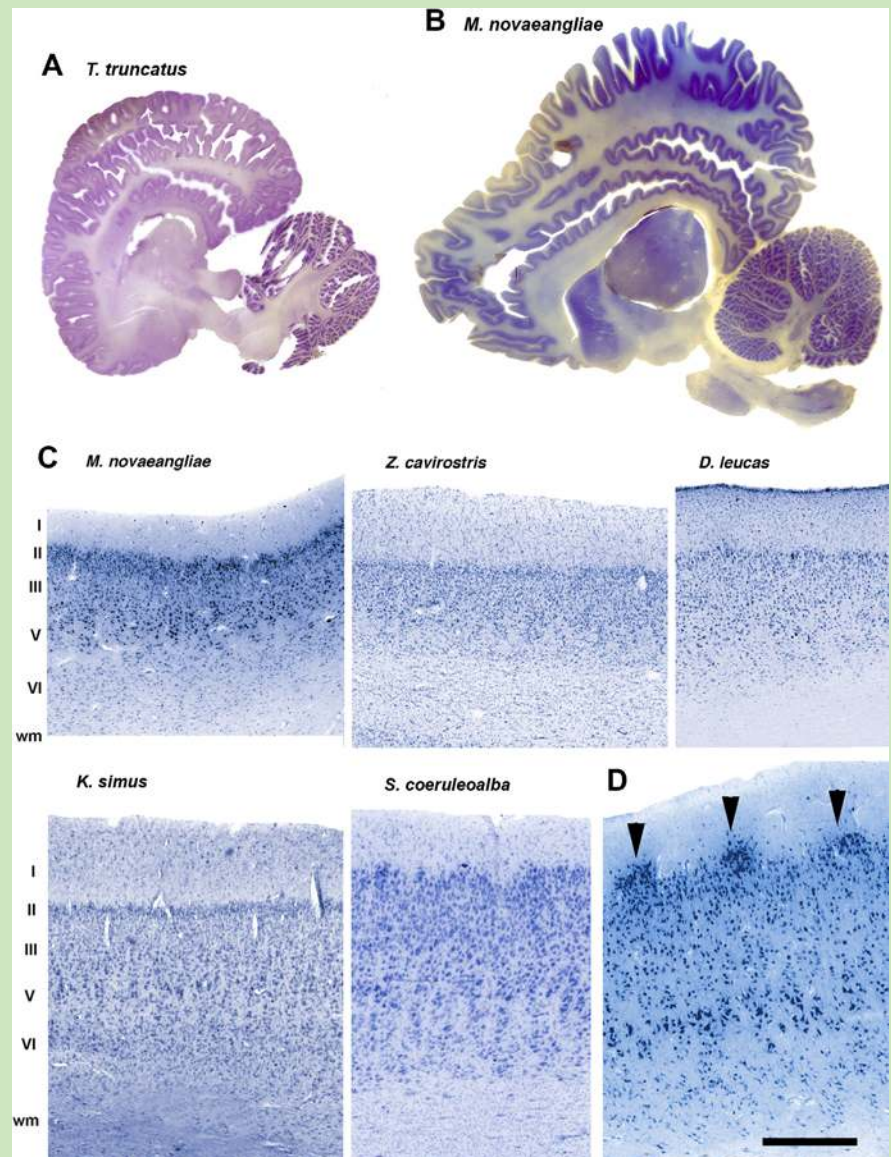 A T. truncatus
B M. novaeangliae
C M. novaeangliae
Z. cavirostris
D. leucas
I
II
III
V
VI
wm
K. simus
S. coeruleoalba
D
I
II
III
V
VI
wm